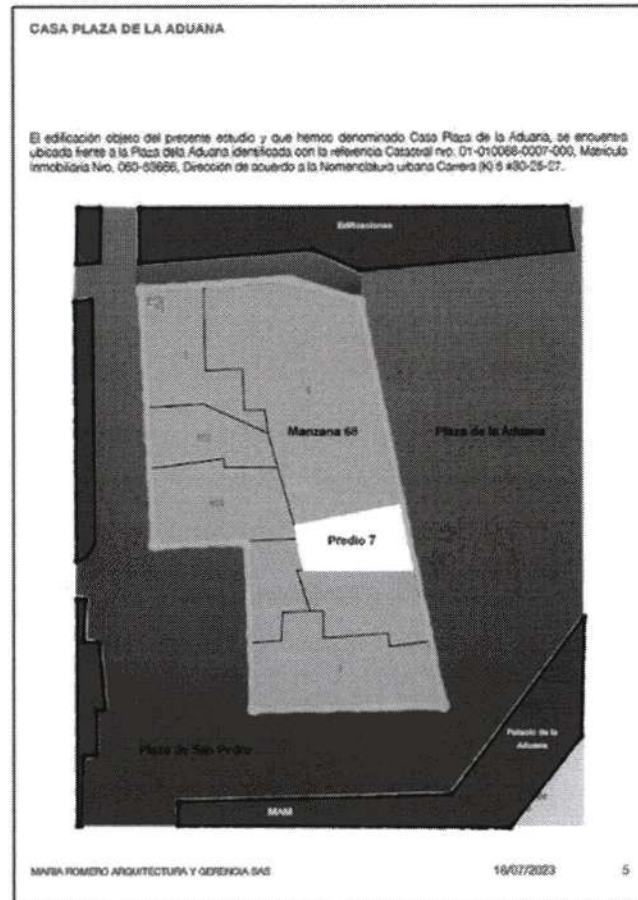 CASA PLAZA DE LA ADUANA
El edificación objeto del presente estudio y que hemos denominado Casa Plaza de la Aduana, se encuentra
ubicada frente a la Plaza dela Aduana identificada con la referencia Catastral nro. 01-010068-0007-000, Matrícula
Inmobiliaria Nro. 060-63666, Dirección de acuerdo a la Nomenclatura urbana Carrera (K) 6 #30-25-27.
Edificaciones
Manzana 68
Plaza de la Aduana
Predio 7
Plaza de San Pedro
Palacio de la
Aduana
MAM
MARIA ROMERO ARQUITECTURA Y GERENCIA SAS 16/07/2023 5